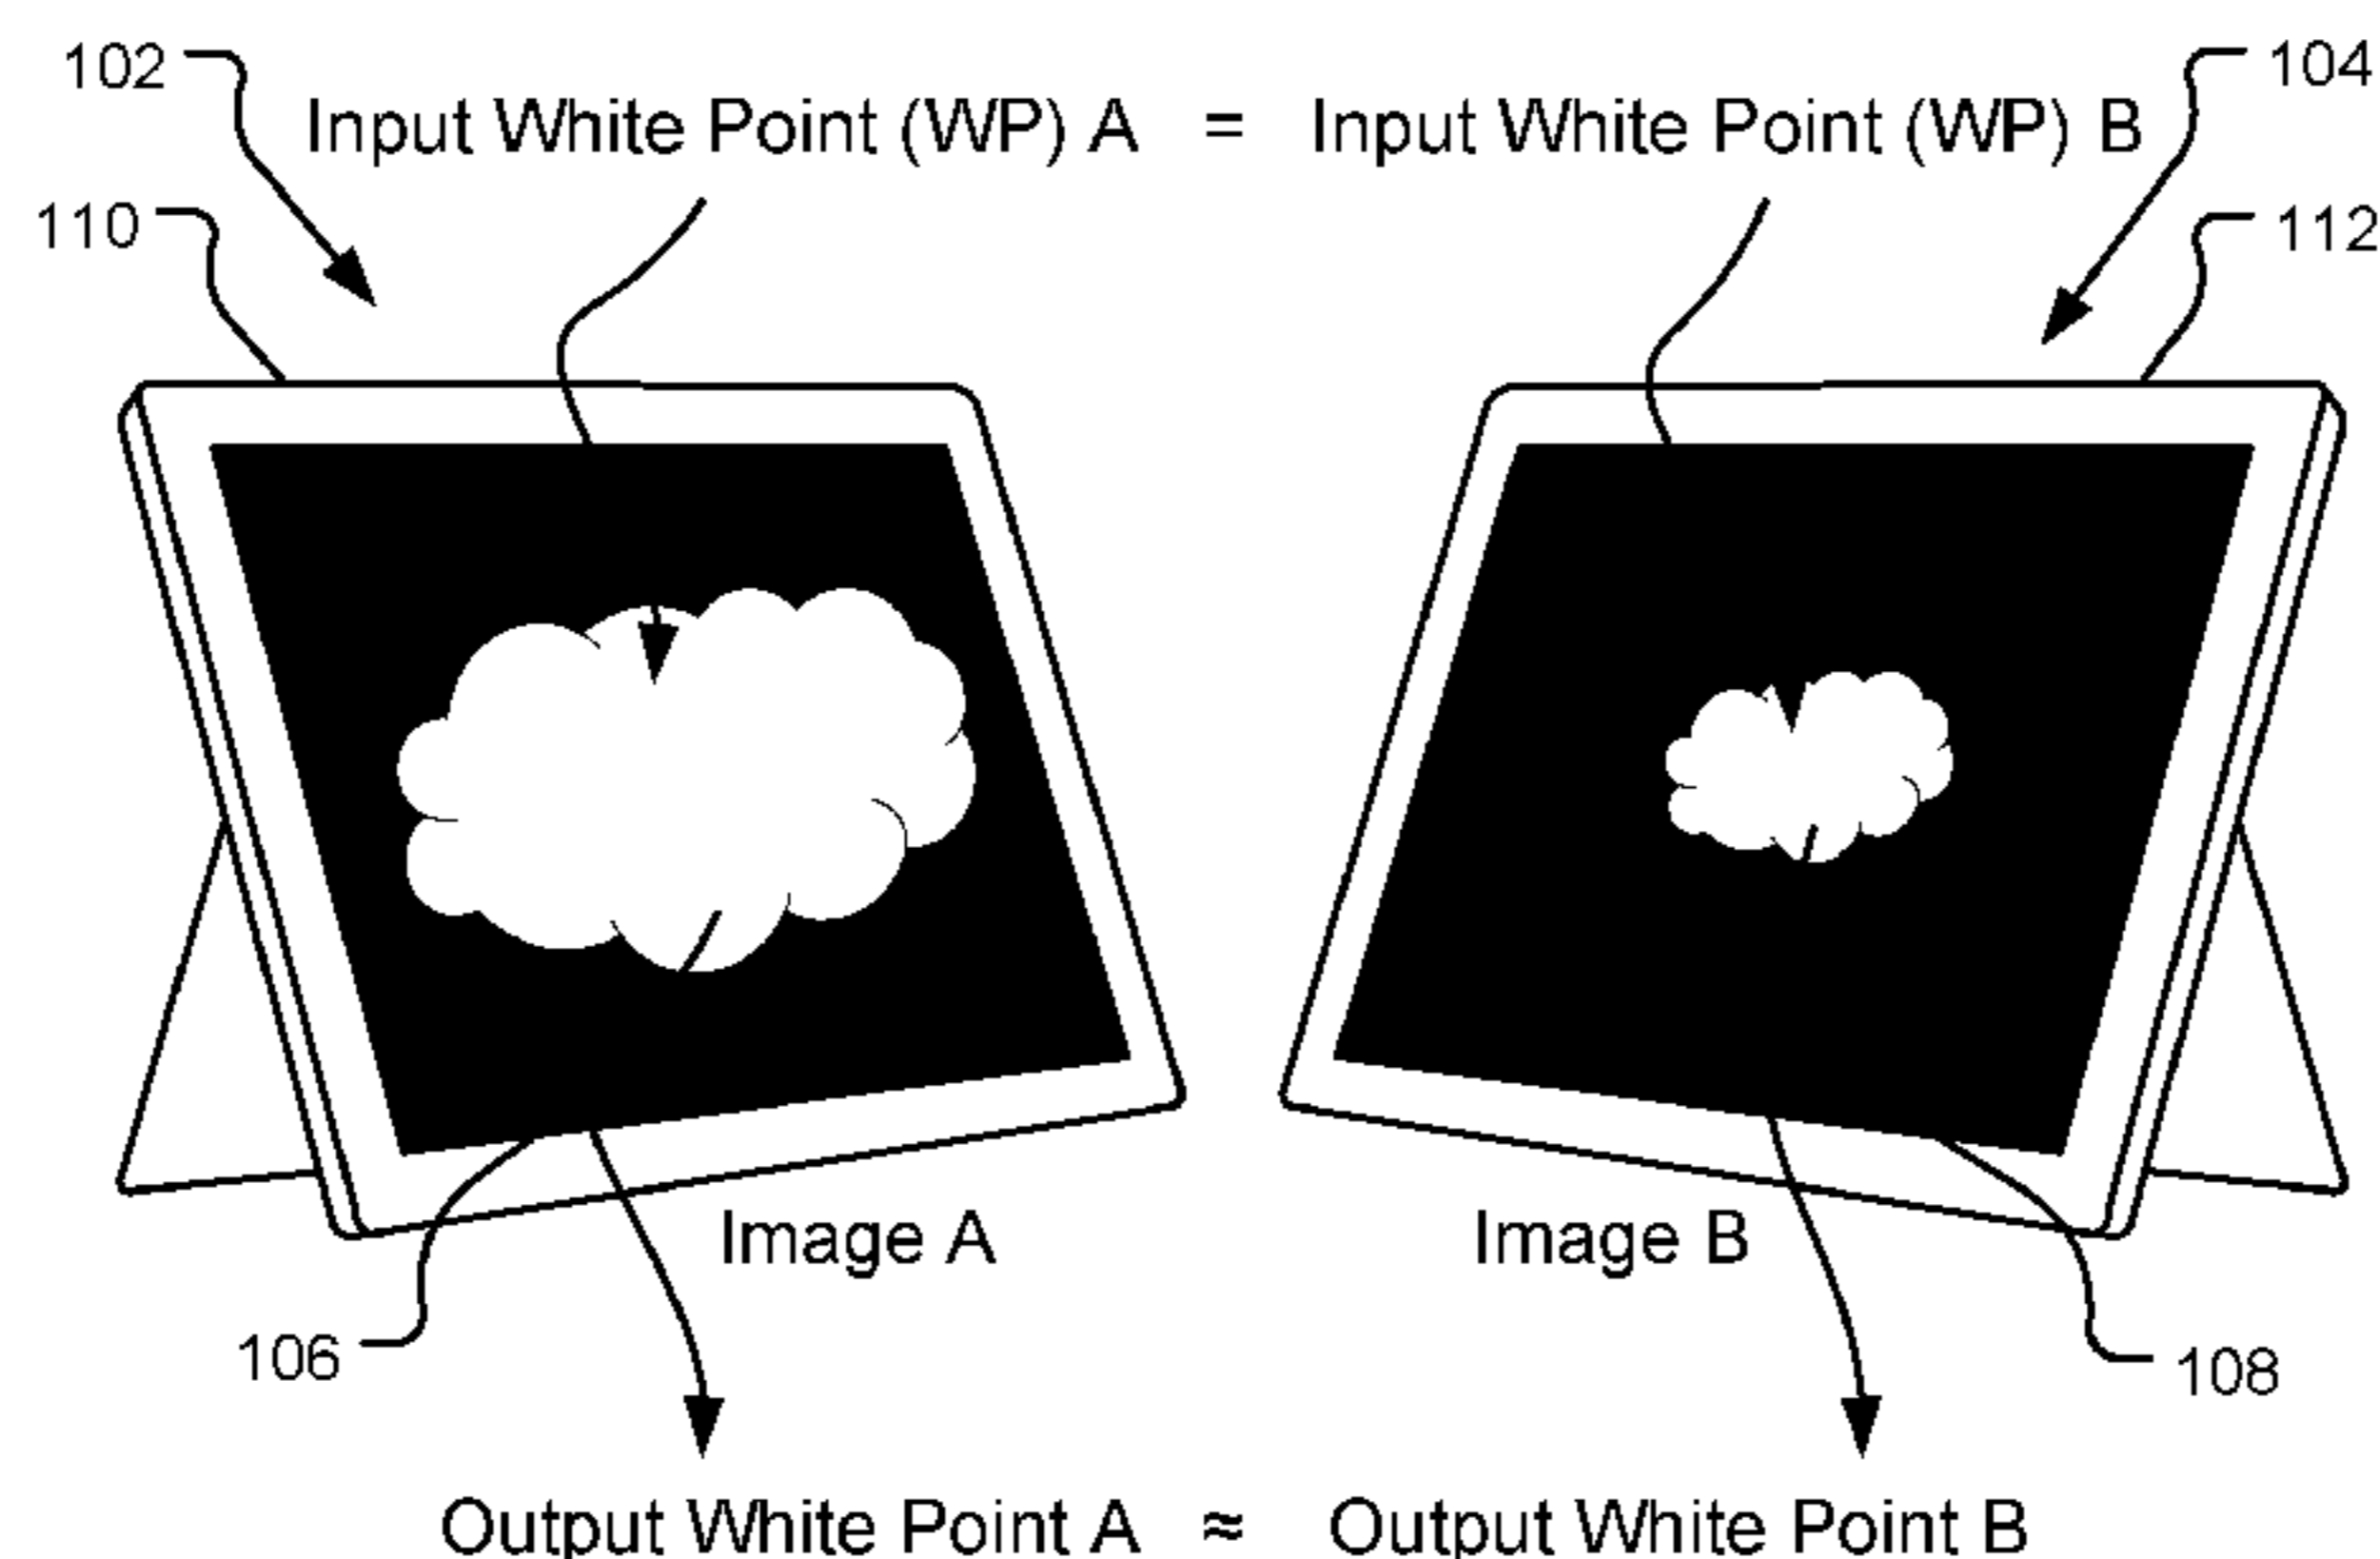 102
104
Input White Point (WP) A = Input White Point (WP) B
110
112
Image A
Image B
106
108
Output White Point A ≈ Output White Point B